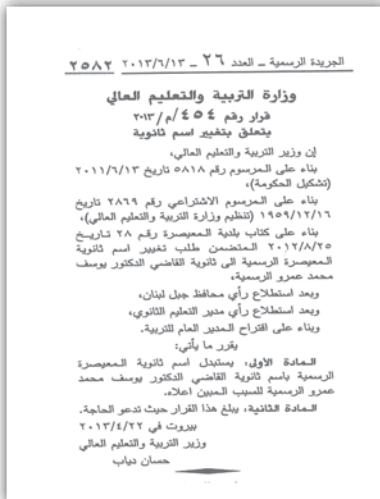 الجريدة الرسمية – العدد ٢٦ – ٢٠١٣/٦/١٣ ٢٥٨٢
وزارة التربية والتعليم العالي
قرار رقم ٤٥٤/م/٢٠١٣
يتعلق بتغيير اسم ثانوية
إن وزير التربية والتعليم العالي،
بناء على المرسوم رقم ٥٨١٨ تاريخ ٢٠١١/٦/١٣
(تشكيل الحكومة)،
بناء على المرسوم الاشتراعي رقم ٢٨٦٩ تاريخ
١٩٥٩/١٢/١٦ (تنظيم وزارة التربية والتعليم العالي)،
بناء على كتاب بلدية المعيصرة رقم ٢٨ تاريخ
٢٠١٢/٨/٢٥ المتضمن طلب تغيير اسم ثانوية
المعيصرة الرسمية الى ثانوية القاضي الدكتور يوسف
محمد عمرو الرسمية،
وبعد استطلاع رأي محافظ جبل لبنان،
وبعد استطلاع رأي مدير التعليم الثانوي،
وبناء على اقتراح المدير العام للتربية.
يقرر ما يأتي:
المادة الأولى: يستبدل اسم ثانوية المعيصرة
الرسمية باسم ثانوية القاضي الدكتور يوسف محمد
عمرو الرسمية للسبب المبين اعلاه.
المادة الثانية: يبلغ هذا القرار حيث تدعو الحاجة.
بيروت في ٢٠١٣/٤/٢٢
وزير التربية والتعليم العالي
حسان دياب